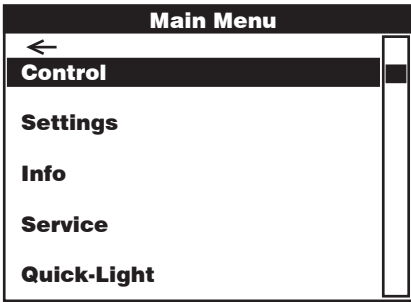 Main Menu
Control
Settings
Info
Service
Quick-Light